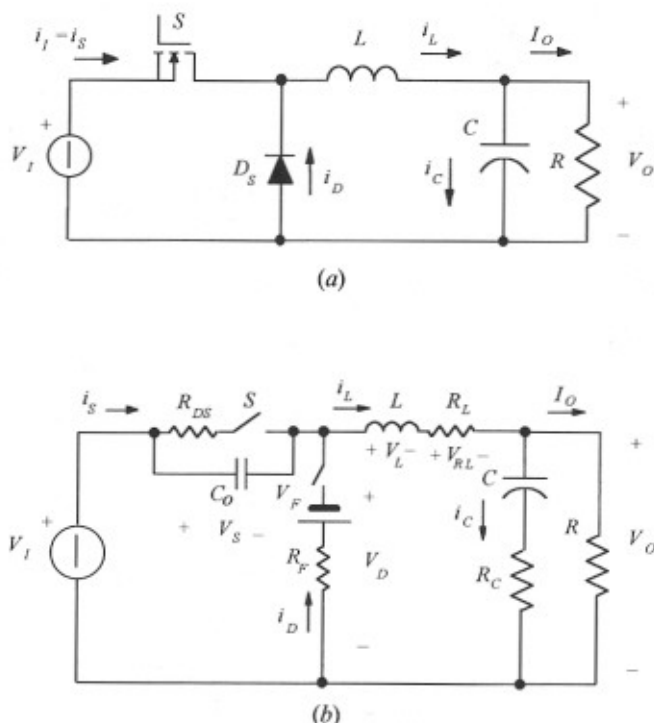 i_I = i_S
S
L
i_L
I_O
+
V_I
D_S
i_D
i_C
C
R
+
V_O
−
(a)
i_S
R_DS
S
i_L
L
R_L
I_O
+ V_L −
+ V_RL −
C_o
+ V_S −
V_F
R_F
i_D
+
V_D
−
C
i_C
R_C
R
+
V_I
+
V_O
−
(b)